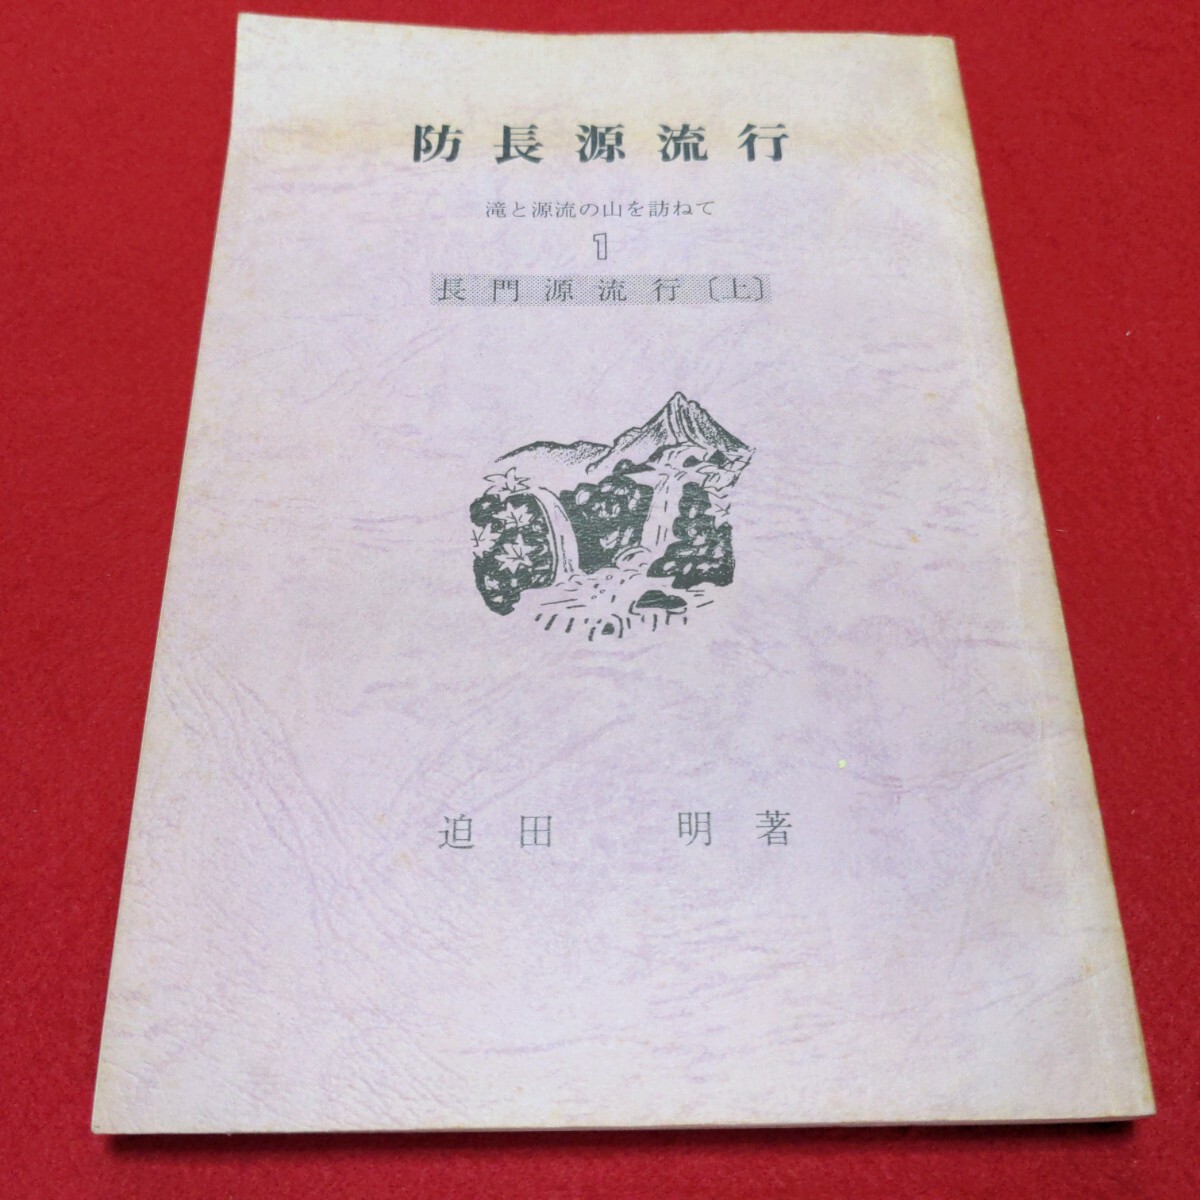 防長源流行
滝と源流の山を訪ねて
1
長門源流行〔上〕
迫田 明著